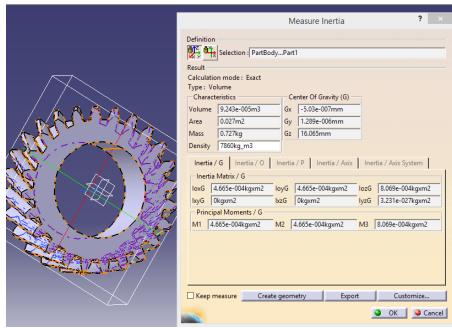 Measure Inertia ? ×
Definition
Selection : PartBody...Part1
Result
Calculation mode : Exact
Type : Volume
Characteristics
Center Of Gravity (G)
Volume 9.243e-005m3 Gx -5.03e-007mm
Area 0.027m2 Gy 1.289e-006mm
Mass 0.727kg Gz 16.065mm
Density 7860kg_m3
Inertia / G Inertia / O Inertia / P Inertia / Axis Inertia / Axis System
Inertia Matrix / G
IoxG 4.665e-004kgxm2 IoyG 4.665e-004kgxm2 IozG 8.069e-004kgxm2
IxyG 0kgxm2 IxzG 0kgxm2 IyzG 3.231e-027kgxm2
Principal Moments / G
M1 4.665e-004kgxm2 M2 4.665e-004kgxm2 M3 8.069e-004kgxm2
Keep measure Create geometry Export Customize...
OK Cancel